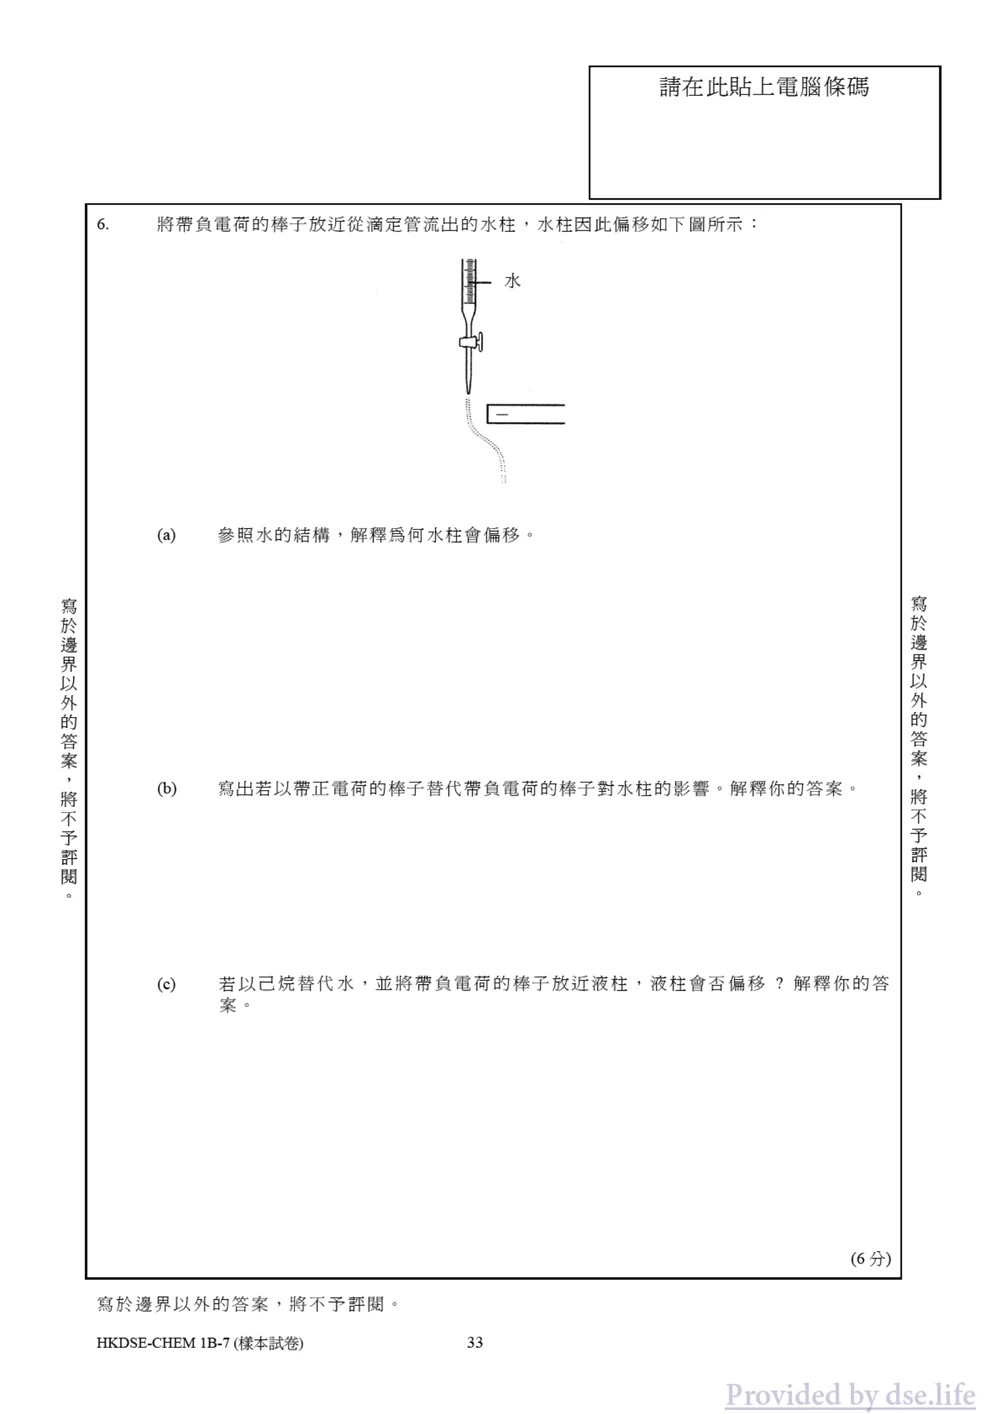 請在此貼上電腦條碼
6. 將帶負電荷的棒子放近從滴定管流出的水柱，水柱因此偏移如下圖所示：
水
(a) 參照水的結構，解釋爲何水柱會偏移。
(b) 寫出若以帶正電荷的棒子替代帶負電荷的棒子對水柱的影響。解釋你的答案。
(c) 若以己烷替代水，並將帶負電荷的棒子放近液柱，液柱會否偏移？解釋你的答
案。
(6 分)
寫於邊界以外的答案，將不予評閱。
寫於邊界以外的答案，將不予評閱。
寫於邊界以外的答案，將不予評閱。
HKDSE-CHEM 1B-7 (樣本試卷) 33
Provided by dse.life